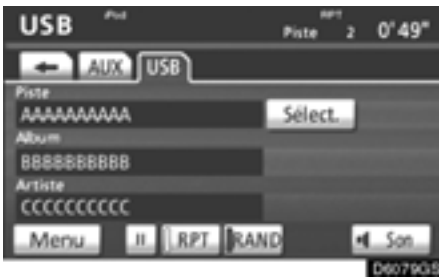 USB iPod Piste RPT 2 0'49"
AUX USB
Piste
AAAAAAAAAA Sélect.
Album
BBBBBBBBBB
Artiste
CCCCCCCCCC
Menu II RPT RAND Son
D6079GS